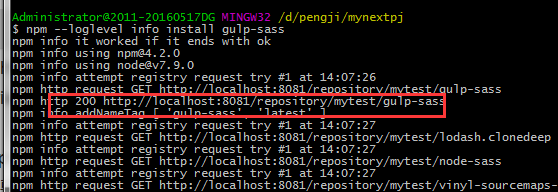 Administrator@2011-20160517DG MINGW32 /d/pengji/mynextpj
$ npm --loglevel info install gulp-sass
npm info it worked if it ends with ok
npm info using npm@4.2.0
npm info using node@v7.9.0
npm info attempt registry request try #1 at 14:07:26
npm http request GET http://localhost:8081/repository/mytest/gulp-sass
npm http 200 http://localhost:8081/repository/mytest/gulp-sass
npm info addNameTag [ 'gulp-sass', 'latest' ]
npm info attempt registry request try #1 at 14:07:27
npm http request GET http://localhost:8081/repository/mytest/lodash.clonedeep
npm info attempt registry request try #1 at 14:07:27
npm http request GET http://localhost:8081/repository/mytest/node-sass
npm info attempt registry request try #1 at 14:07:27
npm http request GET http://localhost:8081/repository/mytest/vinyl-sourcemaps